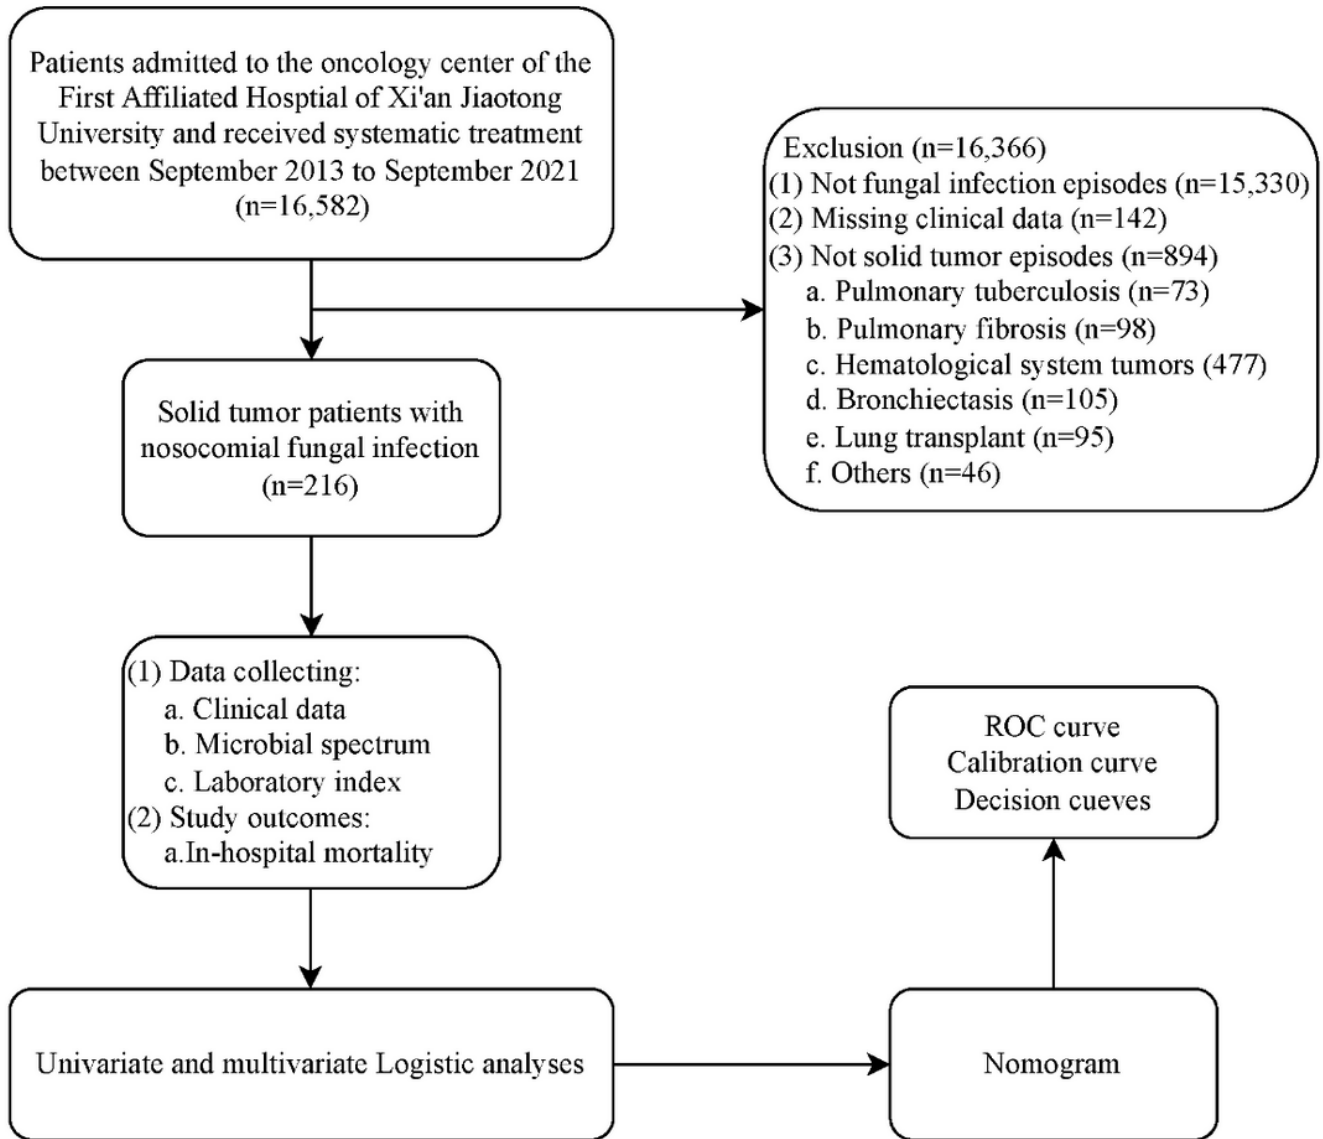 Patients admitted to the oncology center of the
First Affiliated Hosptial of Xi'an Jiaotong
University and received systematic treatment
between September 2013 to September 2021
(n=16,582)
Exclusion (n=16,366)
(1) Not fungal infection episodes (n=15,330)
(2) Missing clinical data (n=142)
(3) Not solid tumor episodes (n=894)
a. Pulmonary tuberculosis (n=73)
b. Pulmonary fibrosis (n=98)
c. Hematological system tumors (477)
d. Bronchiectasis (n=105)
e. Lung transplant (n=95)
f. Others (n=46)
Solid tumor patients with
nosocomial fungal infection
(n=216)
(1) Data collecting:
a. Clinical data
b. Microbial spectrum
c. Laboratory index
(2) Study outcomes:
a.In-hospital mortality
Univariate and multivariate Logistic analyses
Nomogram
ROC curve
Calibration curve
Decision cueves